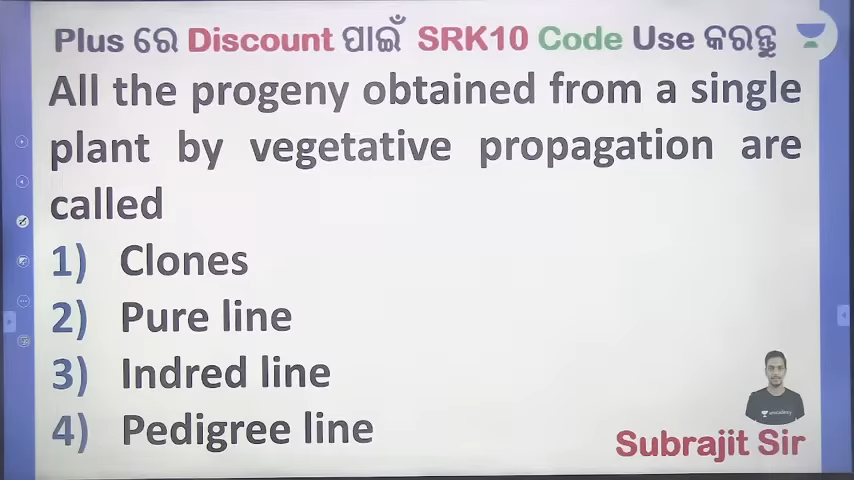 Plus ରେ Discount ପାଇଁ SRK10 Code Use କରନ୍ତୁ
All the progeny obtained from a single
plant by vegetative propagation are
called
1) Clones
2) Pure line
3) Indred line
4) Pedigree line
unacademy
Subrajit Sir